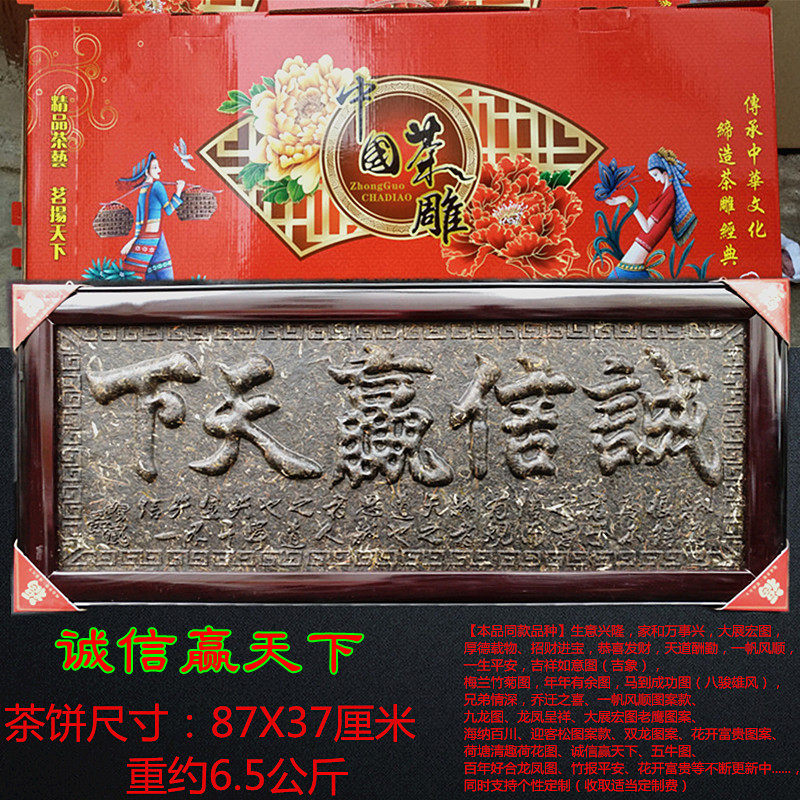 精品茶藝 茗揚天下
中國茶雕
ZhongGuo
CHADIAO
傳承中華文化
締造茶雕經典
誠信贏天下
诚信赢天下
茶饼尺寸：87X37厘米
重约6.5公斤
【本品同款品种】生意兴隆，家和万事兴，大展宏图，
厚德载物、招财进宝，恭喜发财，天道酬勤，一帆风顺，
一生平安，吉祥如意图（吉象），
梅兰竹菊图，年年有余图，马到成功图（八骏雄风），
兄弟情深，乔迁之誉、一帆风顺图案款、
九龙图、龙凤呈祥、大展宏图老鹰图案、
海纳百川、迎客松图案款、双龙图案、花开富贵图案、
荷塘清趣荷花图、诚信赢天下、五牛图、
百年好合龙凤图、竹报平安、花开富贵等不断更新中......，
同时支持个性定制（收取适当定制费）